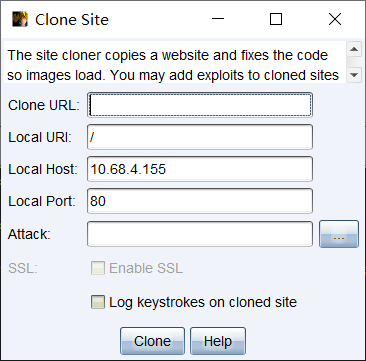 Clone Site
The site cloner copies a website and fixes the code
so images load. You may add exploits to cloned sites
Clone URL:
Local URI: /
Local Host: 10.68.4.155
Local Port: 80
Attack: ...
SSL: Enable SSL
Log keystrokes on cloned site
Clone Help